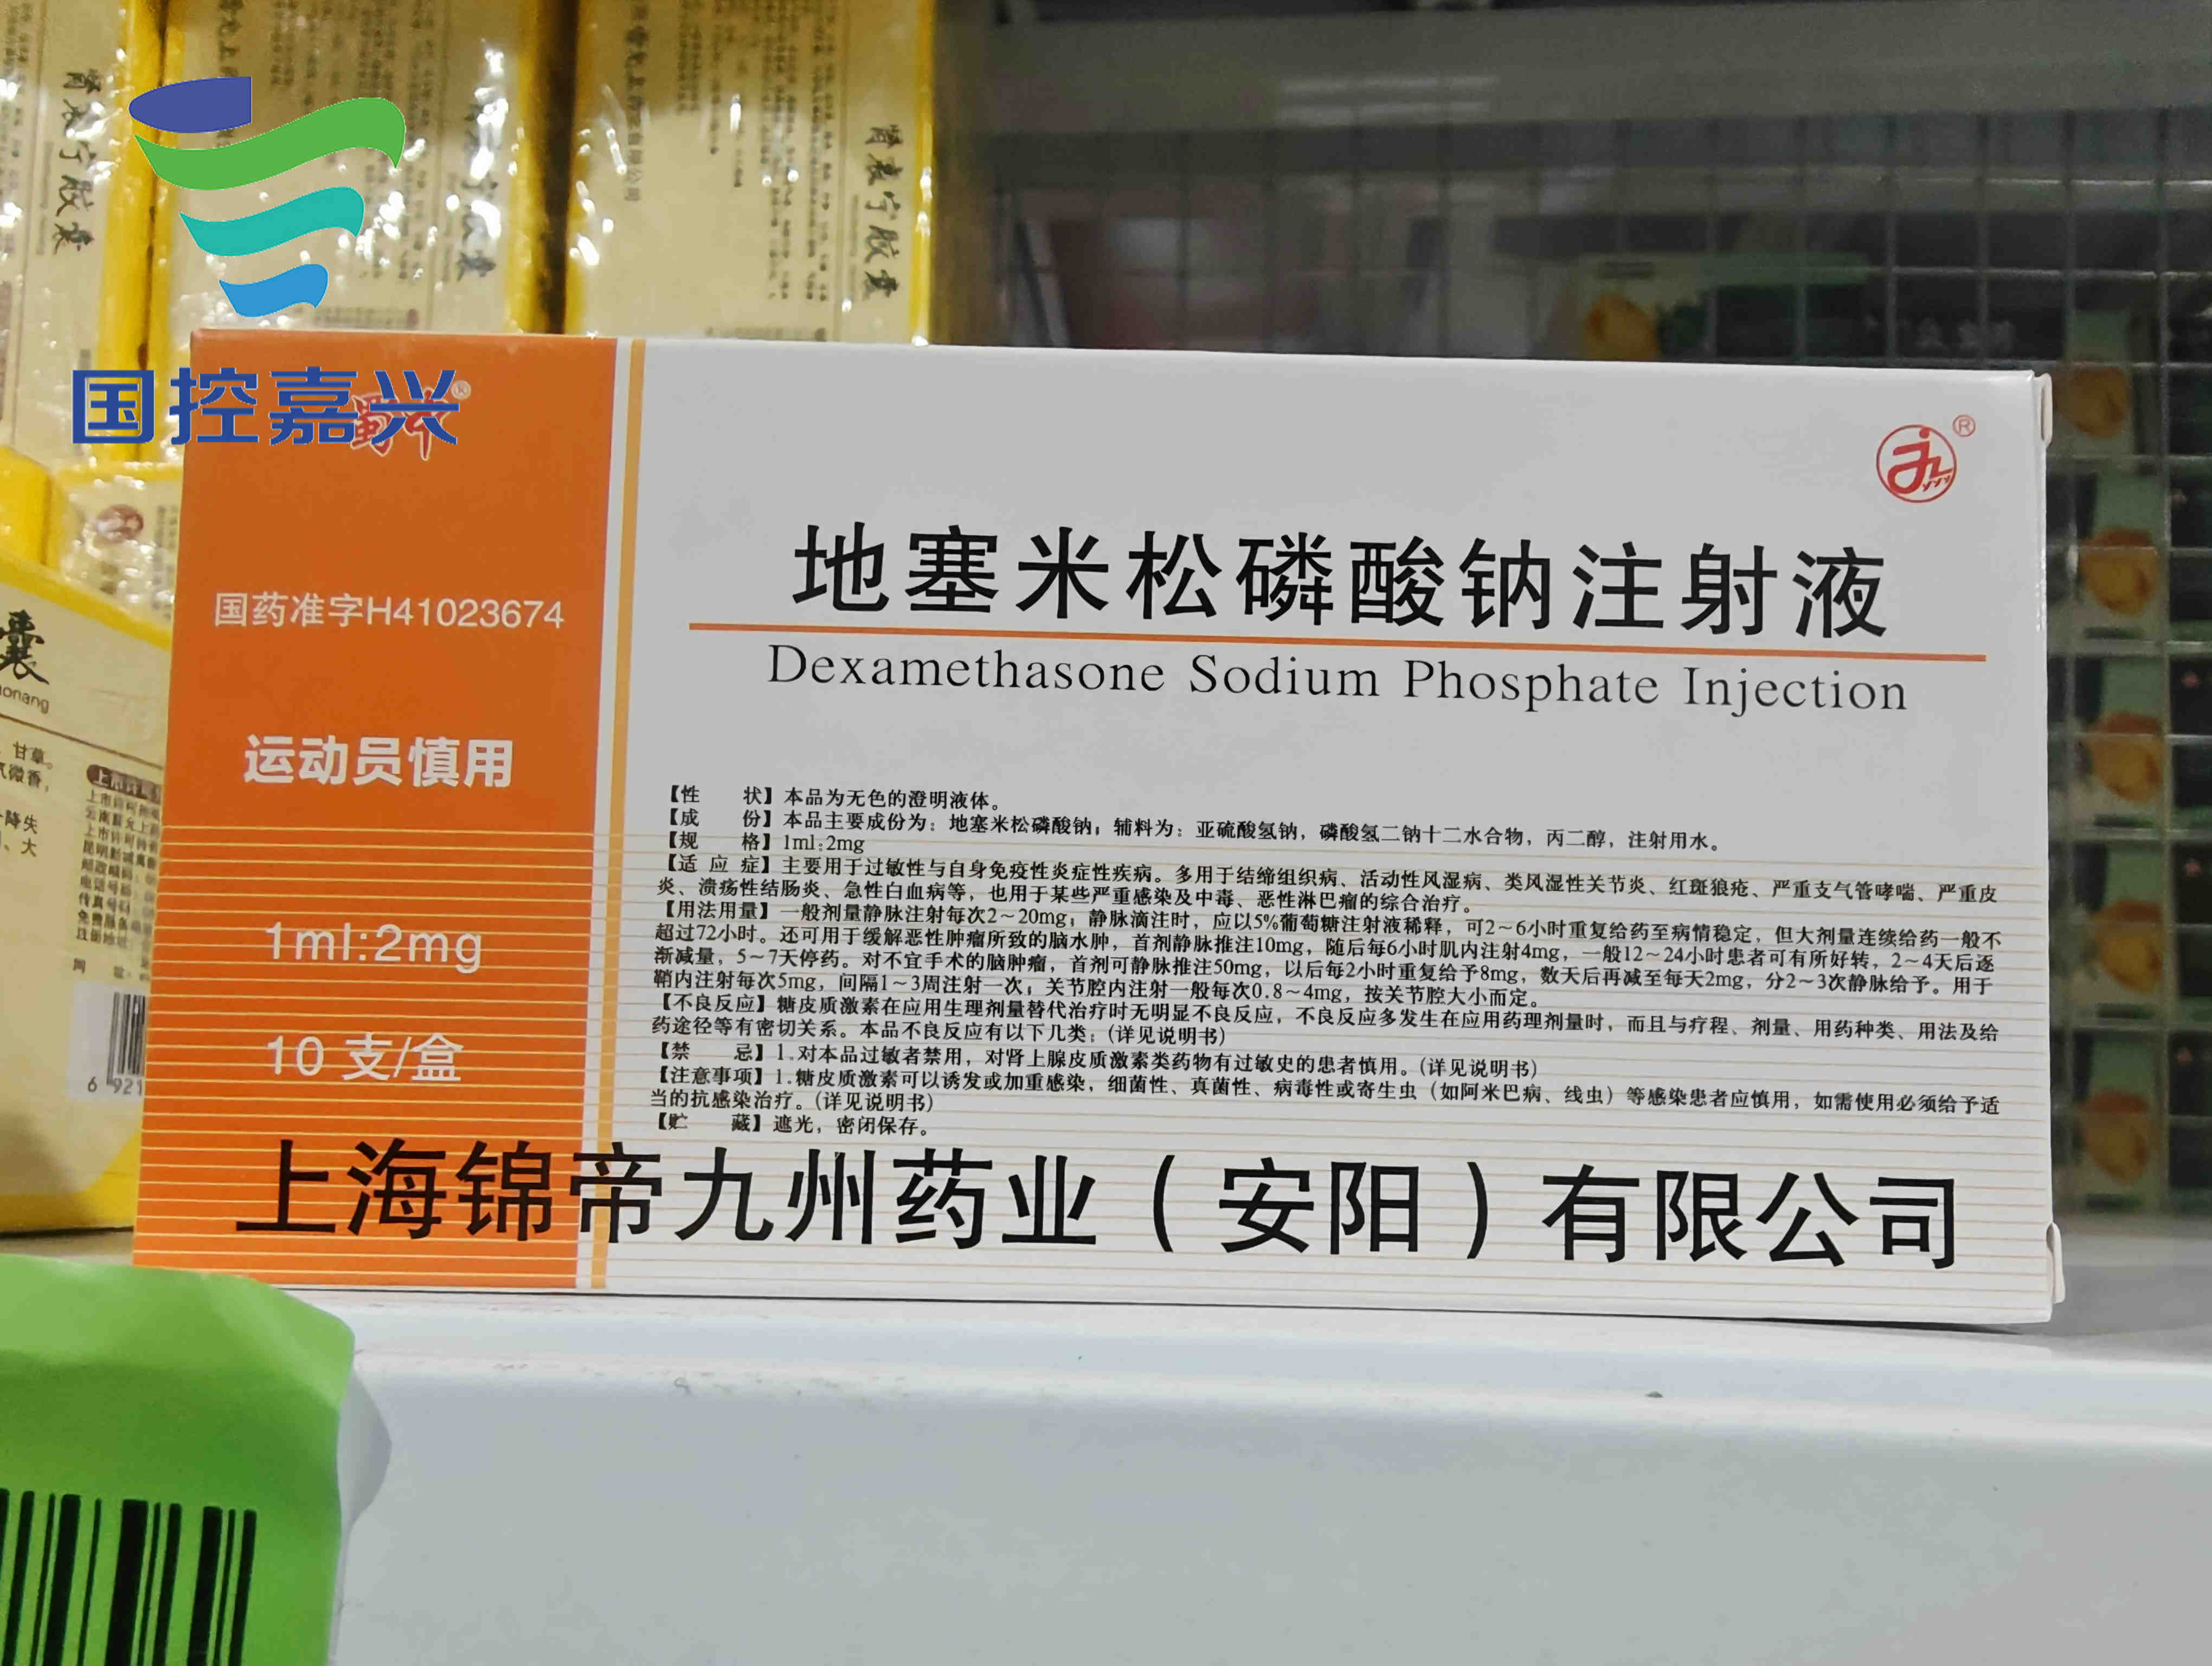 肾衰宁胶囊
肾衰宁胶囊
国控嘉兴
蜀中®
®
国药准字H41023674
运动员慎用
1ml:2mg
10 支/盒
地塞米松磷酸钠注射液
Dexamethasone Sodium Phosphate Injection
【性 状】本品为无色的澄明液体。
【成 份】本品主要成份为：地塞米松磷酸钠；辅料为：亚硫酸氢钠，磷酸氢二钠十二水合物，丙二醇，注射用水。
【规 格】1ml:2mg
【适 应 症】主要用于过敏性与自身免疫性炎症性疾病。多用于结缔组织病、活动性风湿病、类风湿性关节炎、红斑狼疮、严重支气管哮喘、严重皮
炎、溃疡性结肠炎、急性白血病等，也用于某些严重感染及中毒、恶性淋巴瘤的综合治疗。
【用法用量】一般剂量静脉注射每次2～20mg；静脉滴注时，应以5%葡萄糖注射液稀释，可2～6小时重复给药至病情稳定，但大剂量连续给药一般不
超过72小时。还可用于缓解恶性肿瘤所致的脑水肿，首剂静脉推注10mg，随后每6小时肌内注射4mg，一般12～24小时患者可有所好转，2～4天后逐
渐减量，5～7天停药。对不宜手术的脑肿瘤，首剂可静脉推注50mg，以后每2小时重复给予8mg，数天后再减至每天2mg，分2～3次静脉给予。用于
鞘内注射每次5mg，间隔1～3周注射一次；关节腔内注射一般每次0.8～4mg，按关节腔大小而定。
【不良反应】糖皮质激素在应用生理剂量替代治疗时无明显不良反应，不良反应多发生在应用药理剂量时，而且与疗程、剂量、用药种类、用法及给
药途径等有密切关系。本品不良反应有以下几类：(详见说明书)
【禁 忌】1.对本品过敏者禁用，对肾上腺皮质激素类药物有过敏史的患者慎用。(详见说明书)
【注意事项】1.糖皮质激素可以诱发或加重感染，细菌性、真菌性、病毒性或寄生虫（如阿米巴病、线虫）等感染患者应慎用，如需使用必须给予适
当的抗感染治疗。(详见说明书)
【贮 藏】遮光，密闭保存。
上海锦帝九州药业（安阳）有限公司
囊
onang
甘草。
气微香，
降失
、大
6 921